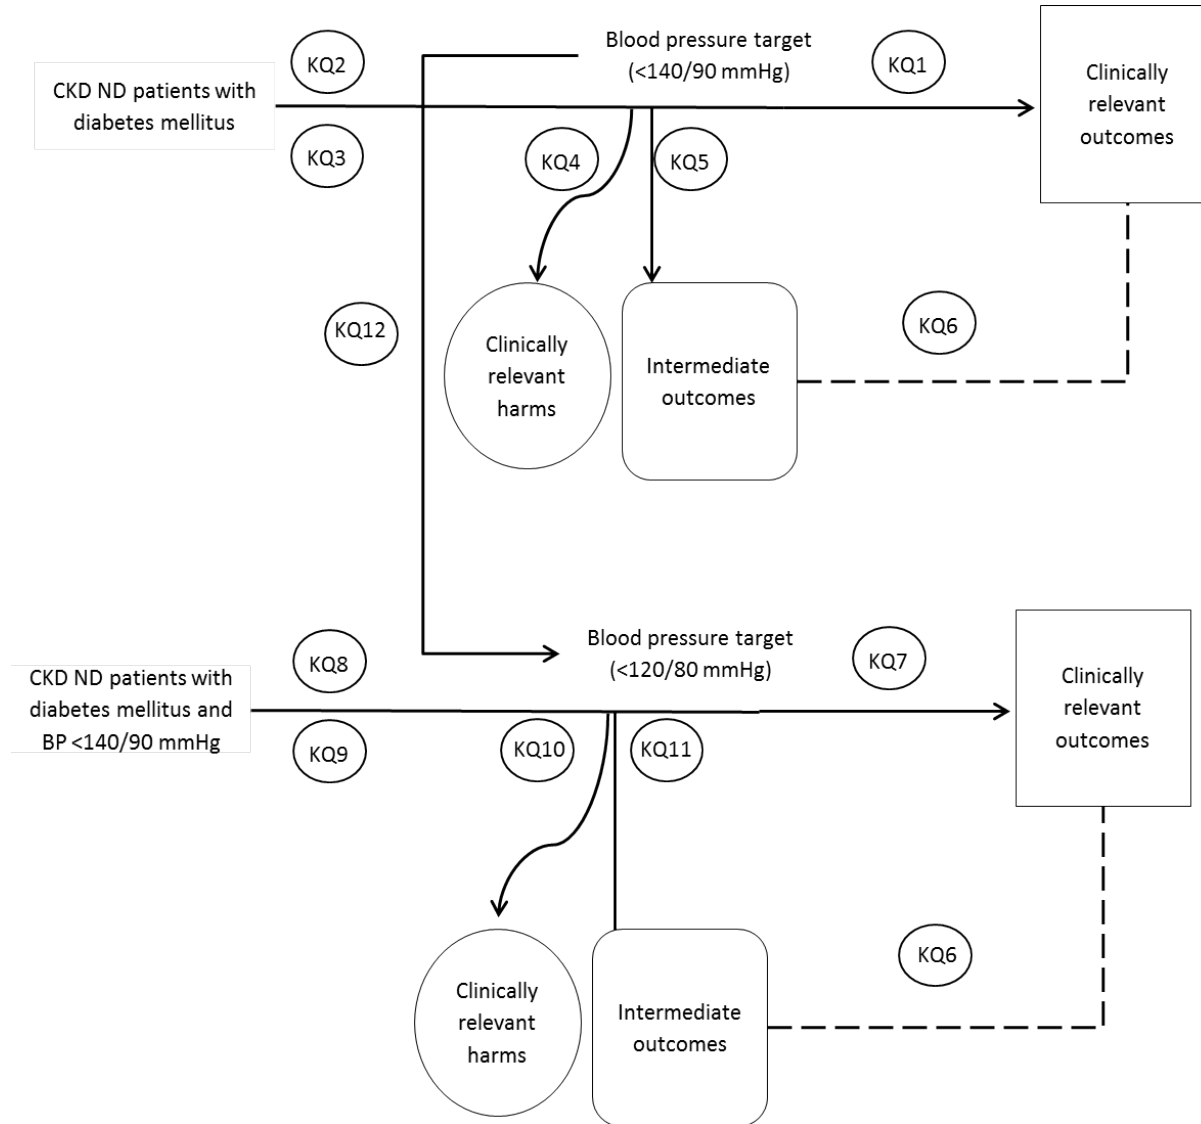 KQ2
Blood pressure target
(<140/90 mmHg)
KQ1
Clinically
relevant
outcomes
CKD ND patients with
diabetes mellitus
KQ3
KQ4
KQ5
KQ12
Clinically
relevant
harms
Intermediate
outcomes
KQ6
KQ8
Blood pressure target
(<120/80 mmHg)
KQ7
Clinically
relevant
outcomes
CKD ND patients with
diabetes mellitus and
BP <140/90 mmHg
KQ9
KQ10
KQ11
Clinically
relevant
harms
Intermediate
outcomes
KQ6